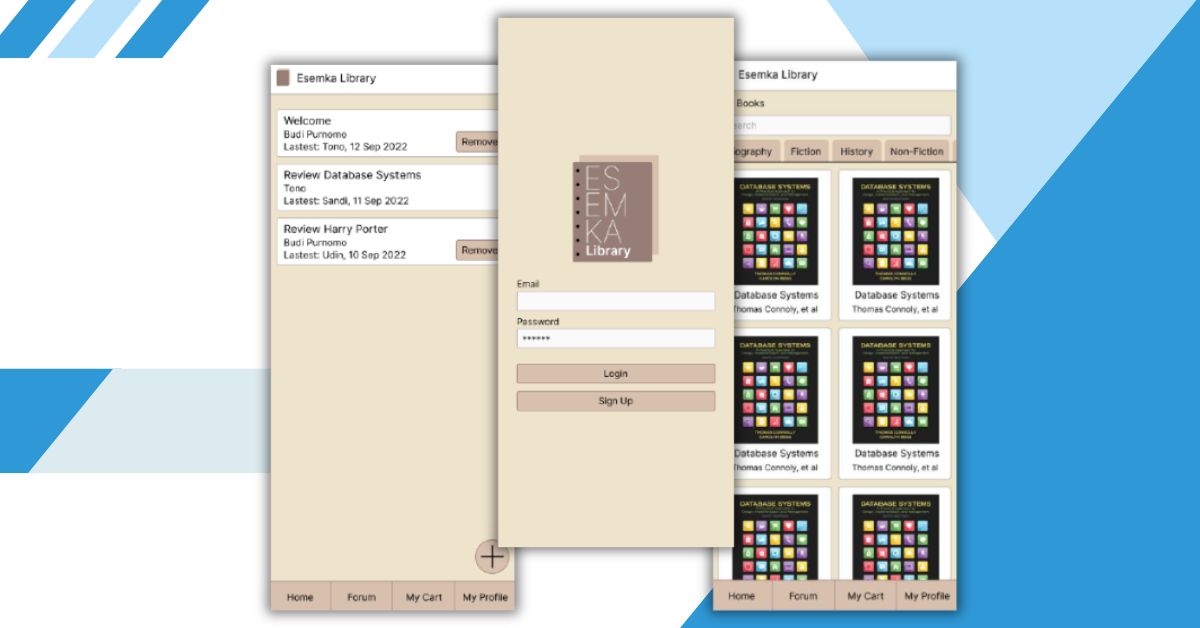 Esemka Library
Welcome
Budi Purnomo
Lastest: Tono, 12 Sep 2022
Remove
Review Database Systems
Tono
Lastest: Sandi, 11 Sep 2022
Review Harry Porter
Budi Purnomo
Lastest: Udin, 10 Sep 2022
Remove
Home
Forum
My Cart
My Profile
ES
EM
KA
Library
Email
Password
******
Login
Sign Up
Esemka Library
Books
earch
ography
Fiction
History
Non-Fiction
DATABASE SYSTEMS
THOMAS CONNOLLY
CAROLYN BEGG
Database Systems
Thomas Connoly, et al
DATABASE SYSTEMS
THOMAS CONNOLLY
CAROLYN BEGG
Database Systems
Thomas Connoly, et al
DATABASE SYSTEMS
THOMAS CONNOLLY
CAROLYN BEGG
Database Systems
Thomas Connoly, et al
DATABASE SYSTEMS
THOMAS CONNOLLY
CAROLYN BEGG
Database Systems
Thomas Connoly, et al
DATABASE SYSTEMS
DATABASE SYSTEMS
Home
Forum
My Cart
My Profile